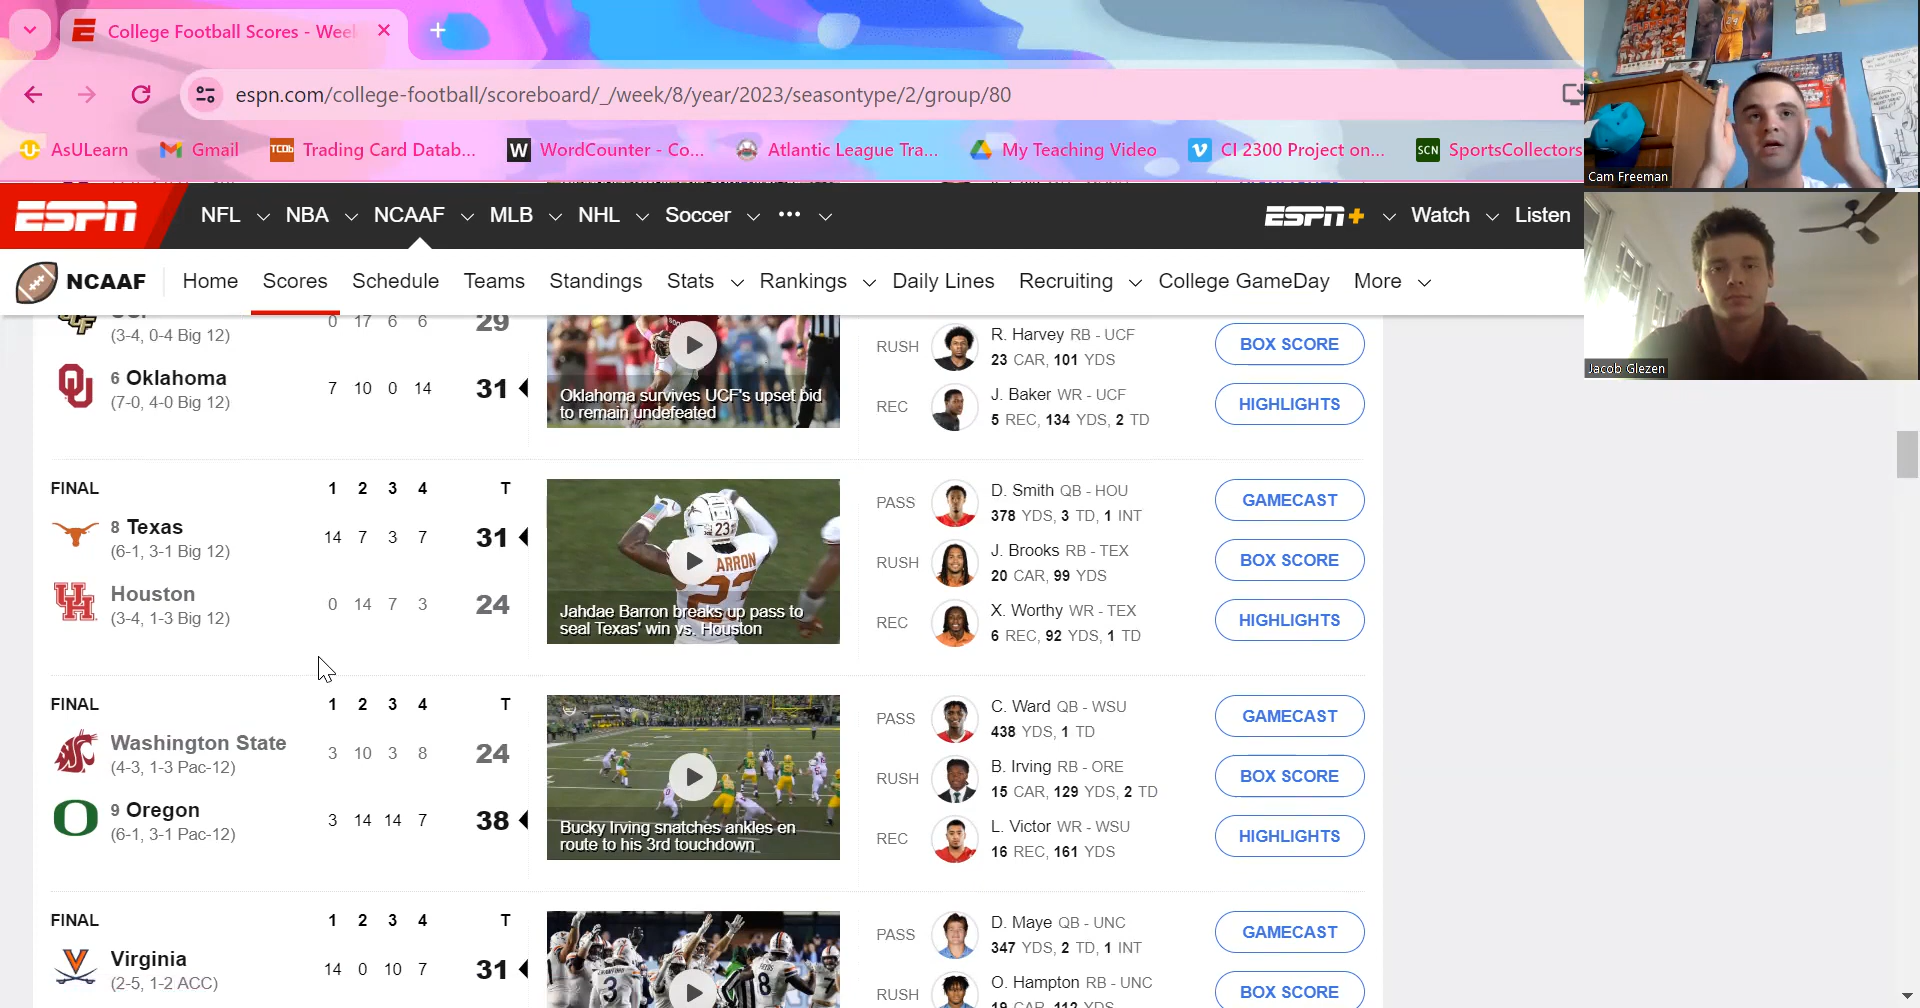 College Football Scores - Week
espn.com/college-football/scoreboard/_/week/8/year/2023/seasontype/2/group/80
AsULearn Gmail TCDb Trading Card Datab... W WordCounter - Co... Atlantic League Tra... My Teaching Video CI 2300 Project on... SCN SportsCollectors
Cam Freeman
Jacob Glezen
ESPN NFL NBA NCAAF MLB NHL Soccer ••• ESPN+ Watch Listen
NCAAF Home Scores Schedule Teams Standings Stats Rankings Daily Lines Recruiting College GameDay More
(3-4, 0-4 Big 12) 0 17 6 6 29
6 Oklahoma 7 10 0 14 31
(7-0, 4-0 Big 12)
Oklahoma survives UCF's upset bid
to remain undefeated
RUSH R. Harvey RB - UCF
23 CAR, 101 YDS
REC J. Baker WR - UCF
5 REC, 134 YDS, 2 TD
BOX SCORE
HIGHLIGHTS
FINAL 1 2 3 4 T
8 Texas 14 7 3 7 31
(6-1, 3-1 Big 12)
Houston 0 14 7 3 24
(3-4, 1-3 Big 12)
ARRON
23
Jahdae Barron breaks up pass to
seal Texas' win vs. Houston
PASS D. Smith QB - HOU
378 YDS, 3 TD, 1 INT
RUSH J. Brooks RB - TEX
20 CAR, 99 YDS
REC X. Worthy WR - TEX
6 REC, 92 YDS, 1 TD
GAMECAST
BOX SCORE
HIGHLIGHTS
FINAL 1 2 3 4 T
Washington State 3 10 3 8 24
(4-3, 1-3 Pac-12)
9 Oregon 3 14 14 7 38
(6-1, 3-1 Pac-12)
Bucky Irving snatches ankles en
route to his 3rd touchdown
PASS C. Ward QB - WSU
438 YDS, 1 TD
RUSH B. Irving RB - ORE
15 CAR, 129 YDS, 2 TD
REC L. Victor WR - WSU
16 REC, 161 YDS
GAMECAST
BOX SCORE
HIGHLIGHTS
FINAL 1 2 3 4 T
Virginia 14 0 10 7 31
(2-5, 1-2 ACC)
3
8
PASS D. Maye QB - UNC
347 YDS, 2 TD, 1 INT
RUSH O. Hampton RB - UNC
19 CAR, 112 YDS
GAMECAST
BOX SCORE